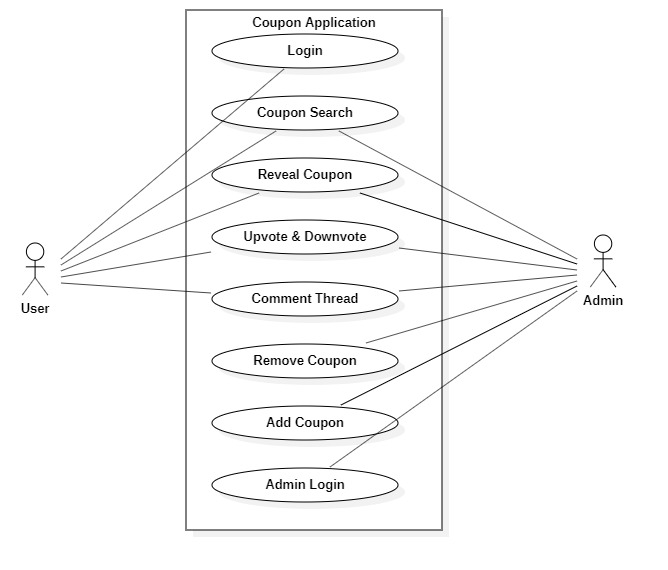 Coupon Application
Login
Coupon Search
Reveal Coupon
Upvote & Downvote
Comment Thread
Remove Coupon
Add Coupon
Admin Login
User
Admin